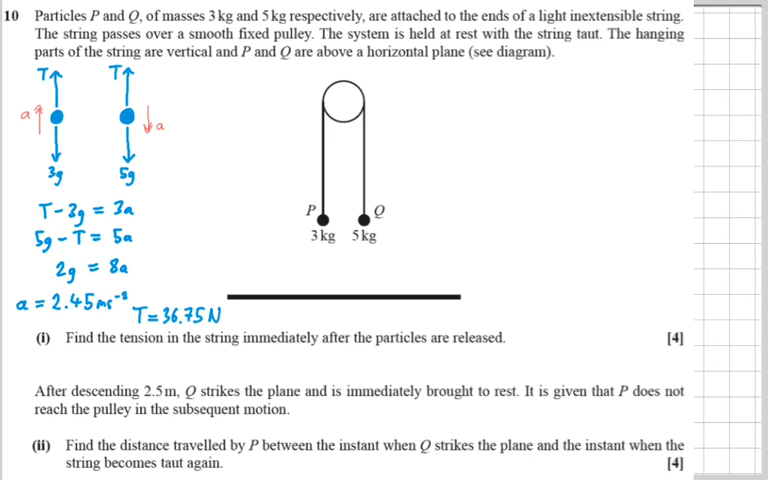 10 Particles P and Q, of masses 3 kg and 5 kg respectively, are attached to the ends of a light inextensible string.
The string passes over a smooth fixed pulley. The system is held at rest with the string taut. The hanging
parts of the string are vertical and P and Q are above a horizontal plane (see diagram).
T T
a a
3g 5g
T - 3g = 3a
5g - T = 5a
2g = 8a
a = 2.45 ms⁻² T = 36.75 N
P Q
3 kg 5 kg
(i) Find the tension in the string immediately after the particles are released. [4]
After descending 2.5 m, Q strikes the plane and is immediately brought to rest. It is given that P does not
reach the pulley in the subsequent motion.
(ii) Find the distance travelled by P between the instant when Q strikes the plane and the instant when the
string becomes taut again. [4]